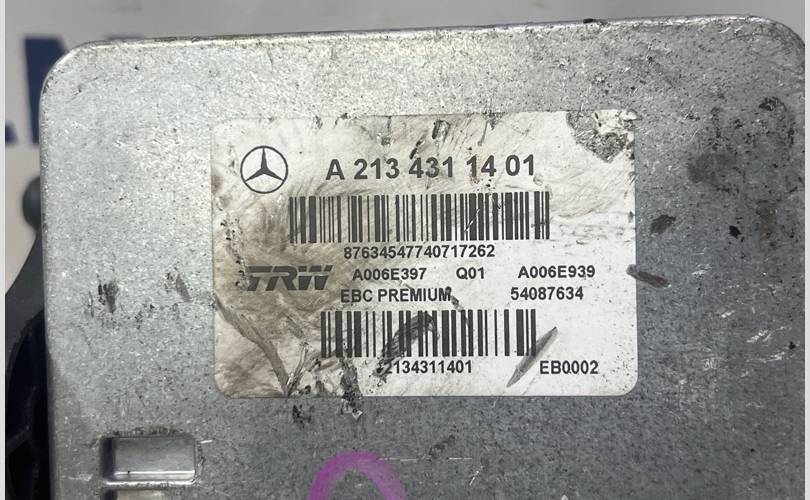 A 213 431 14 01
87634547740717262
TRW A006E397 Q01 A006E939
EBC PREMIUM 54087634
2134311401 EB0002